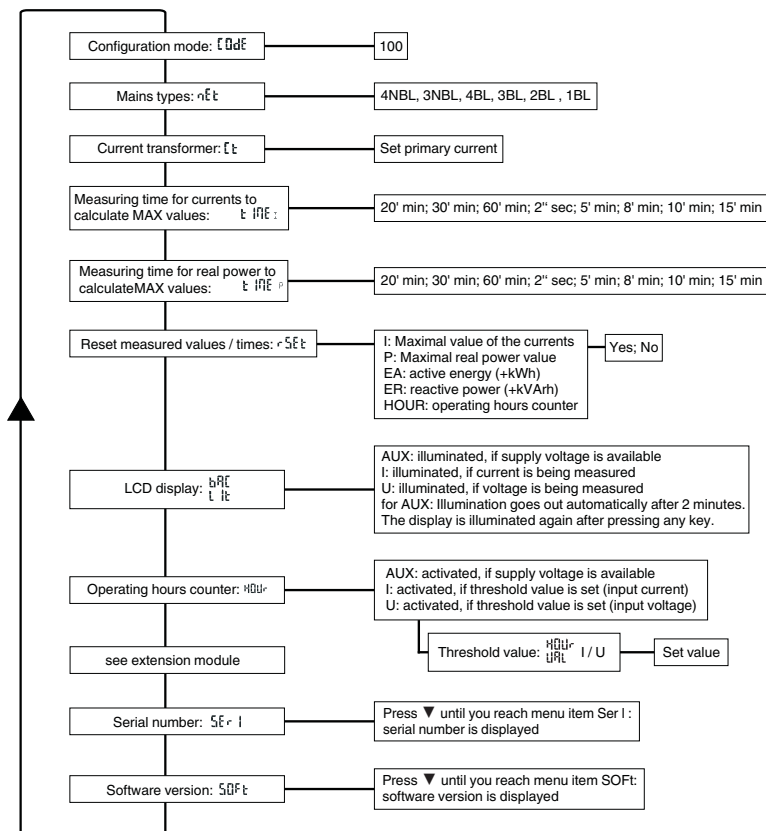 Configuration mode: COdE
100
Mains types: nEt
4NBL, 3NBL, 4BL, 3BL, 2BL , 1BL
Current transformer: Ct
Set primary current
Measuring time for currents to
calculate MAX values: tIME I
20' min; 30' min; 60' min; 2“ sec; 5' min; 8' min; 10' min; 15' min
Measuring time for real power to
calculateMAX values: tIME P
20' min; 30' min; 60' min; 2“ sec; 5' min; 8' min; 10' min; 15' min
Reset measured values / times: rSEt
I: Maximal value of the currents
P: Maximal real power value
EA: active energy (+kWh)
ER: reactive power (+kVArh)
HOUR: operating hours counter
Yes; No
LCD display: bAC
LIt
AUX: illuminated, if supply voltage is available
I: illuminated, if current is being measured
U: illuminated, if voltage is being measured
for AUX: Illumination goes out automatically after 2 minutes.
The display is illuminated again after pressing any key.
Operating hours counter: HOUr
AUX: activated, if supply voltage is available
I: activated, if threshold value is set (input current)
U: activated, if threshold value is set (input voltage)
Threshold value: HOUr
VAL I / U
Set value
see extension module
Serial number: SEr I
Press ▼ until you reach menu item Ser I :
serial number is displayed
Software version: SOFt
Press ▼ until you reach menu item SOFt:
software version is displayed